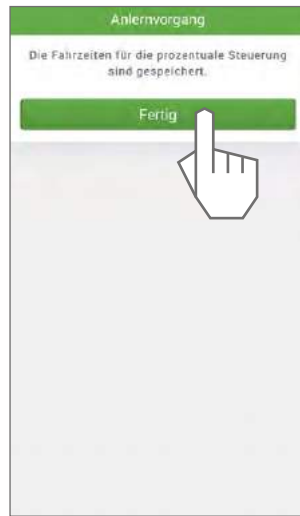 Anlernvorgang
Die Fahrzeiten für die prozentuale Steuerung
sind gespeichert.
Fertig